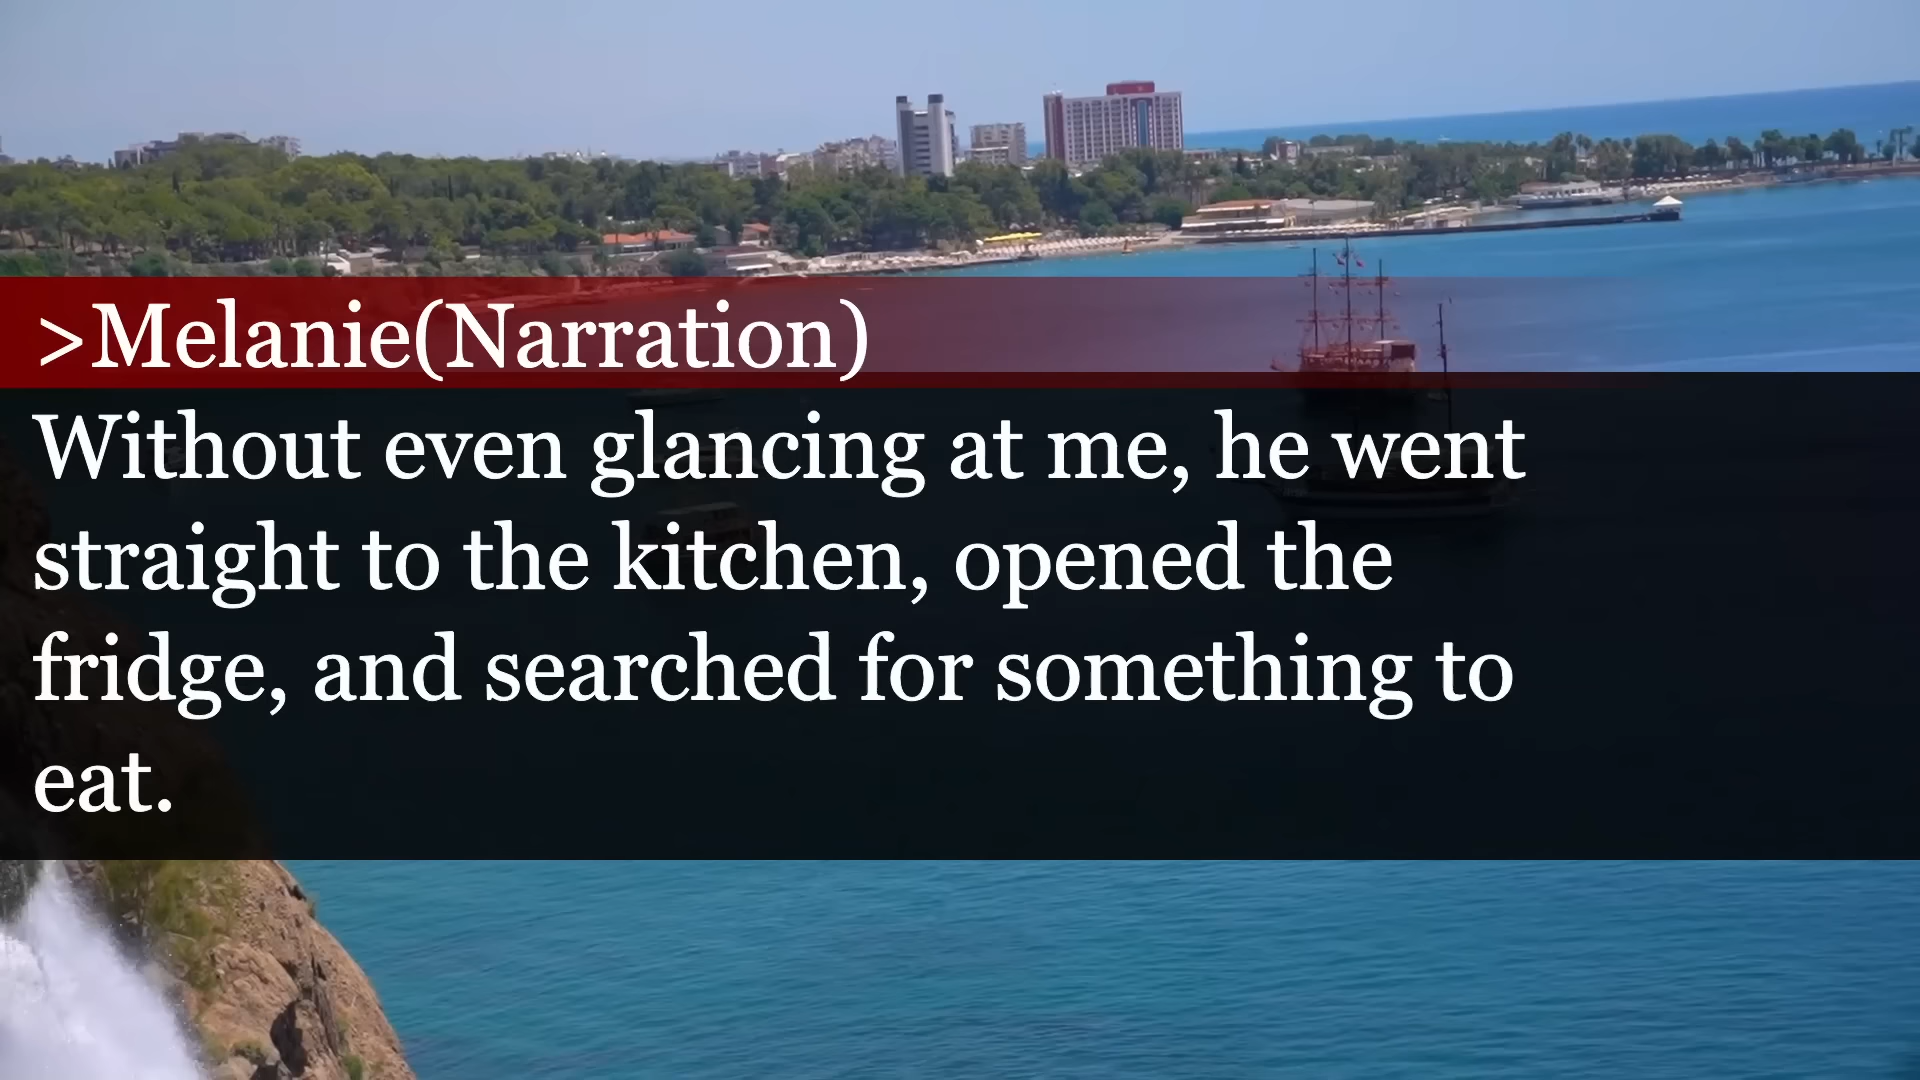 >Melanie(Narration)
Without even glancing at me, he went
straight to the kitchen, opened the
fridge, and searched for something to
eat.